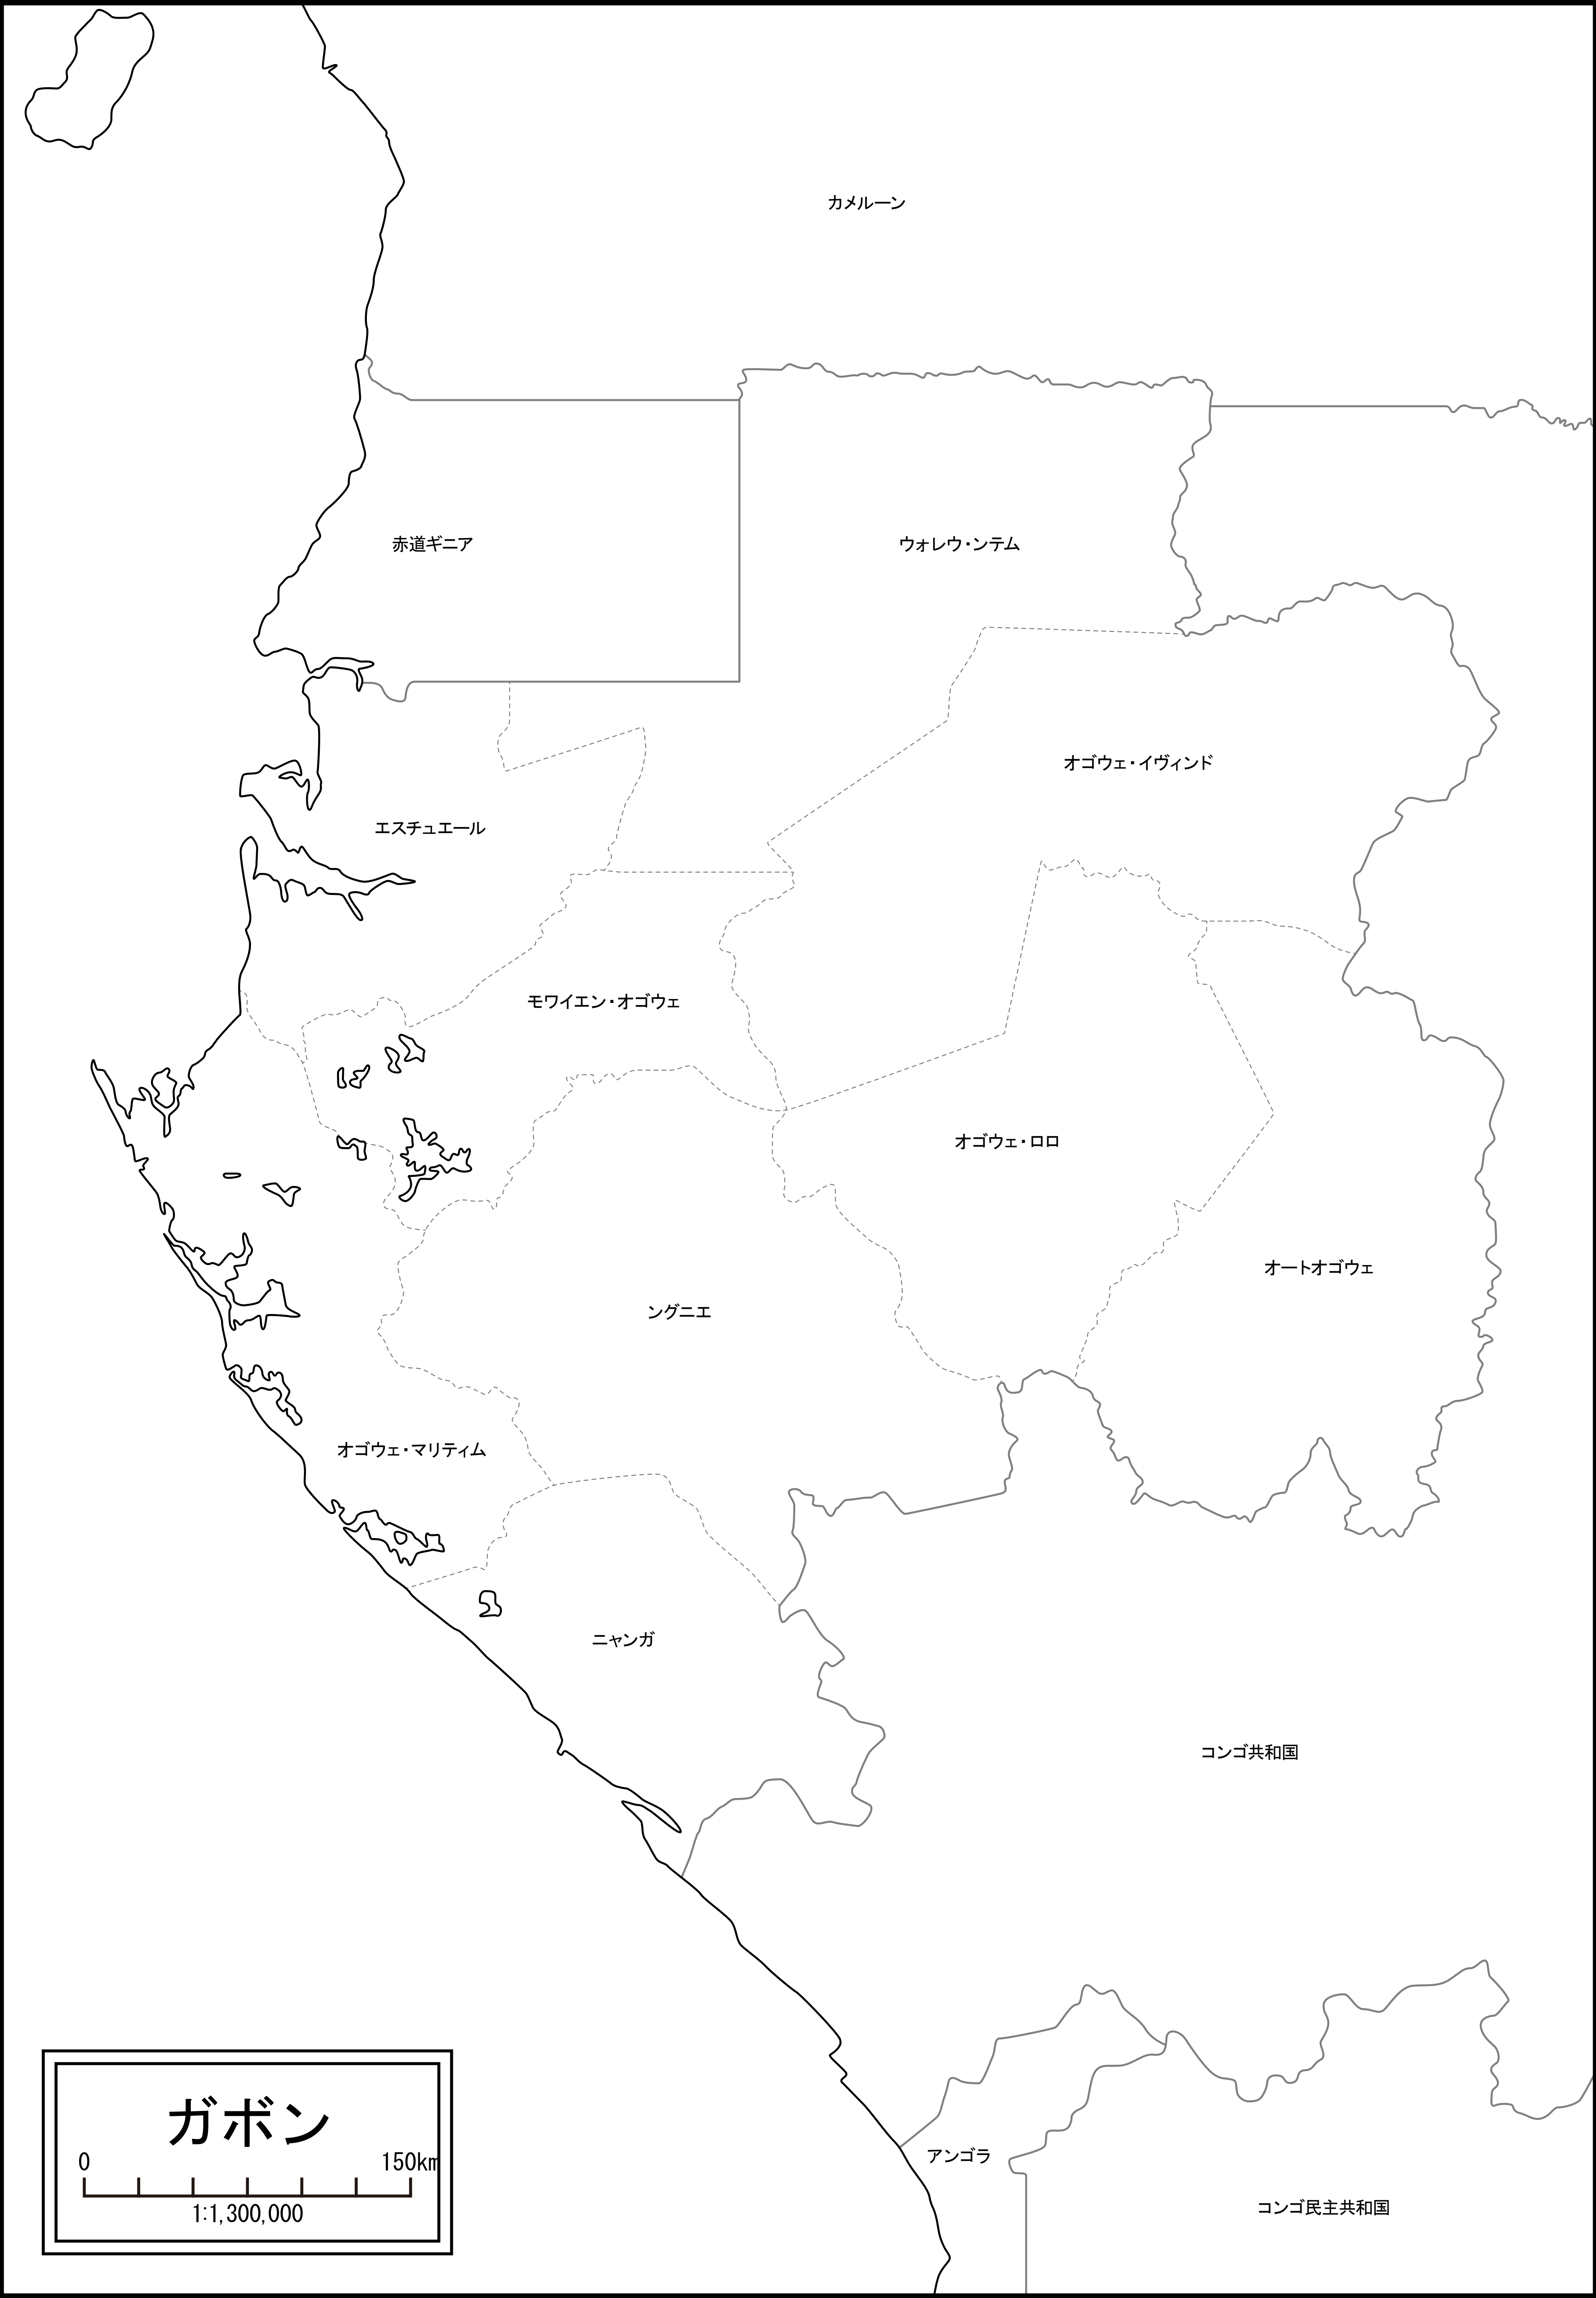 カメルーン
赤道ギニア
ウォレウ・ンテム
オゴウェ・イヴィンド
エスチュエール
モワイエン・オゴウェ
オゴウェ・ロロ
オートオゴウェ
ングニエ
オゴウェ・マリティム
ニャンガ
コンゴ共和国
アンゴラ
コンゴ民主共和国
ガボン
0 150km
1:1,300,000